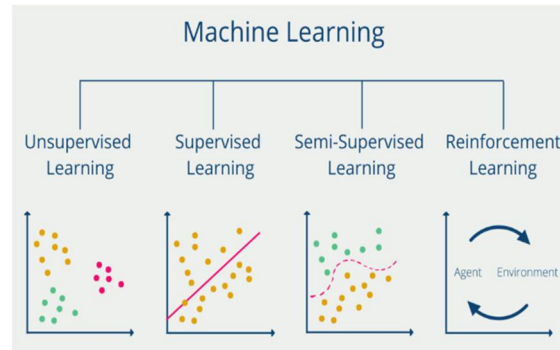 Machine Learning
Unsupervised
Learning
Supervised
Learning
Semi-Supervised
Learning
Reinforcement
Learning
Agent
Environment